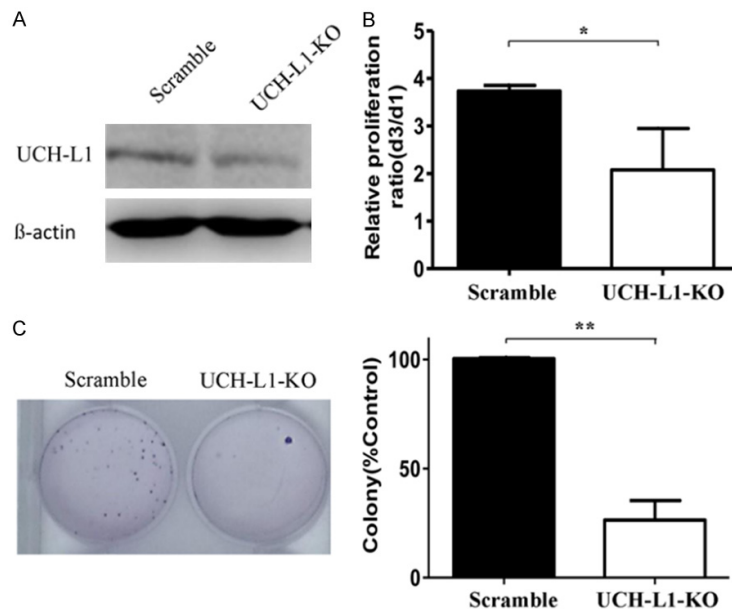 A
Scramble
UCH-L1-KO
UCH-L1
ß-actin
B
*
Relative proliferation
ratio(d3/d1)
5
4
3
2
1
0
Scramble
UCH-L1-KO
C
Scramble
UCH-L1-KO
**
Colony(%Control)
100
50
0
Scramble
UCH-L1-KO